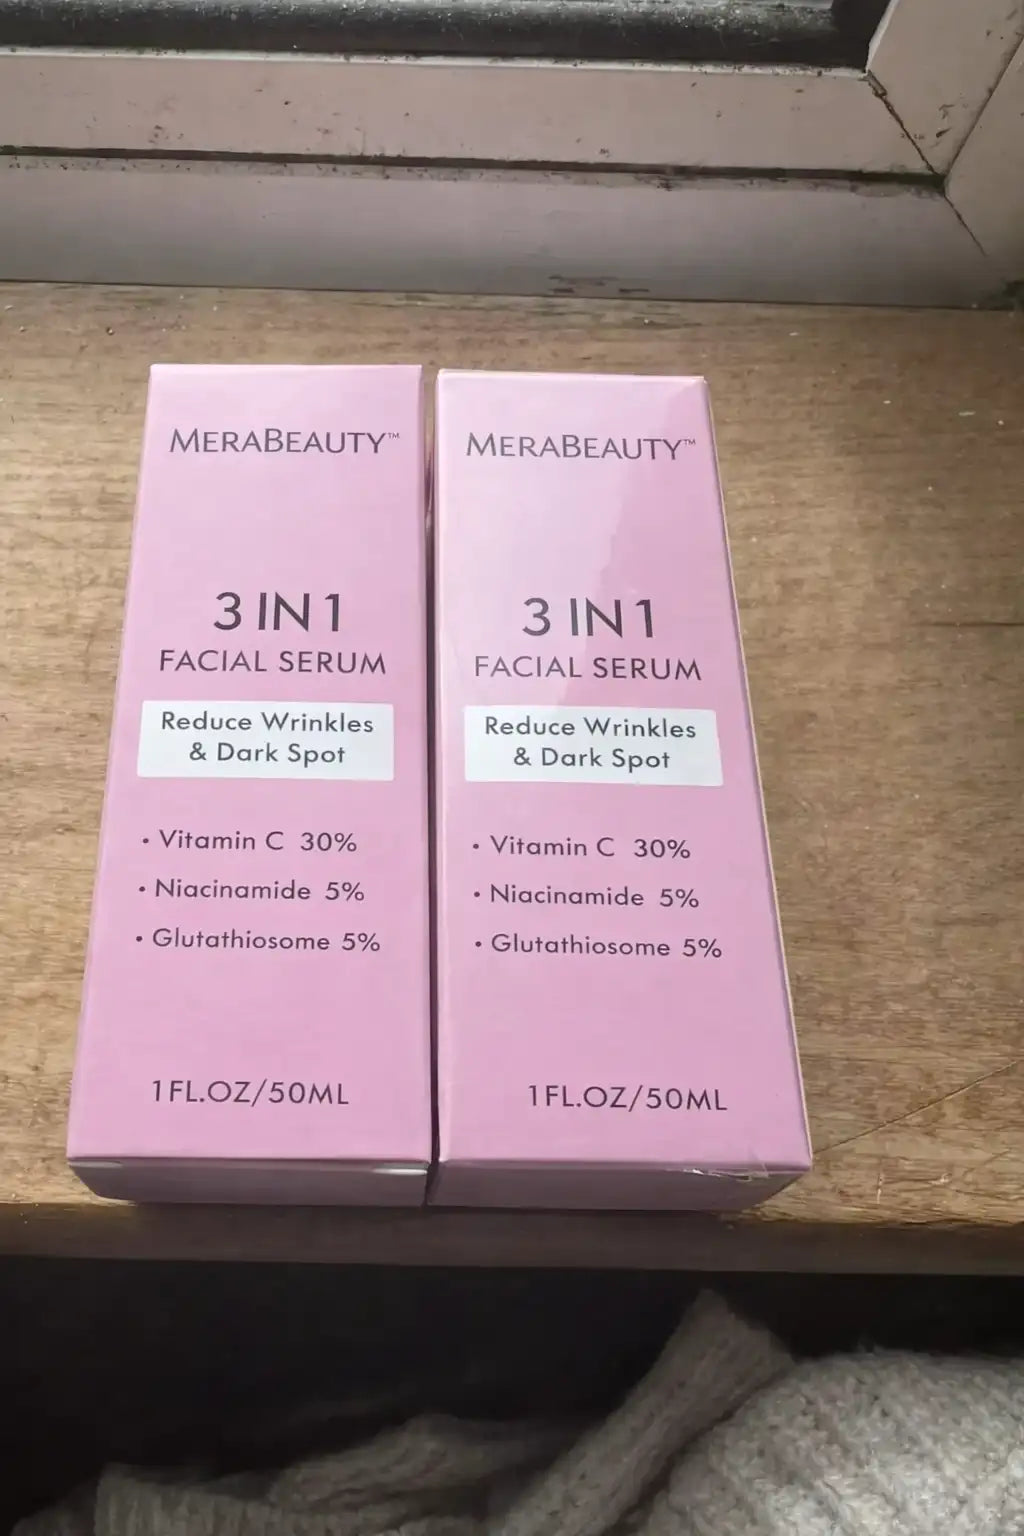 MERABEAUTY™
3 IN 1
FACIAL SERUM
Reduce Wrinkles
& Dark Spot
• Vitamin C 30%
• Niacinamide 5%
• Glutathiosome 5%
1FL.OZ/50ML
MERABEAUTY™
3 IN 1
FACIAL SERUM
Reduce Wrinkles
& Dark Spot
• Vitamin C 30%
• Niacinamide 5%
• Glutathiosome 5%
1FL.OZ/50ML